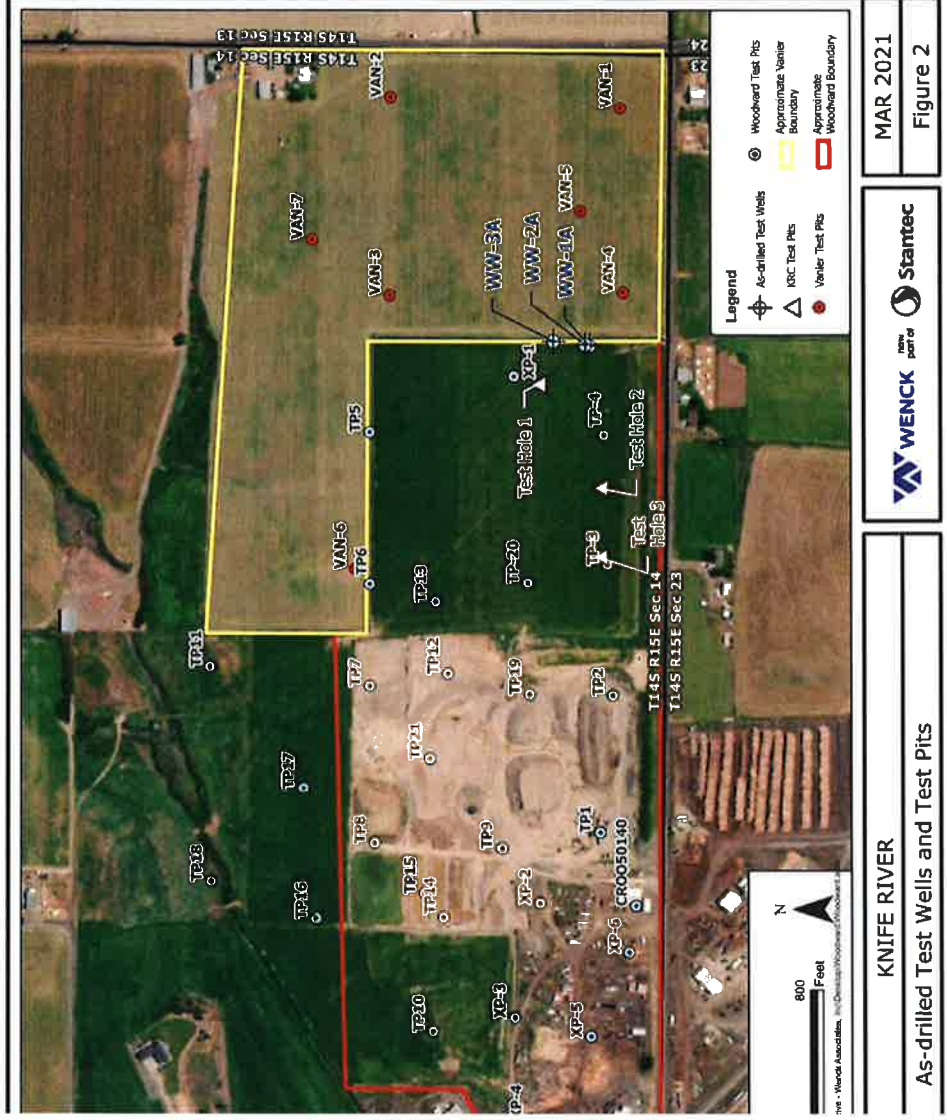 T14S R15E Sec 13
T14S R15E Sec 14
VAN-2
VAN-1
VAN-7
VAN-5
VAN-3
VAN-4
WW-3A
WW-2A
WW-1A
XP-1
Test Hole 1
TP-4
Test Hole 2
TP5
VAN-6
TP6
TP13
TP-20
TP-3
Test
Hole 3
T14S R15E Sec 14
T14S R15E Sec 23
23
24
TP11
TP7
TP12
TP19
TP2
TP21
TP17
TP8
TP9
TP1
TP18
TP16
TP15
TP14
XP-2
CROO50140
XP-6
TP10
XP-3
XP-5
XP-4
Legend
As-drilled Test Wells
KRC Test Pits
Vanier Test Pits
Woodward Test Pits
Approximate Vanier
Boundary
Approximate
Woodward Boundary
N
800
Feet
KNIFE RIVER
As-drilled Test Wells and Test Pits
WENCK
now
part of
Stantec
MAR 2021
Figure 2